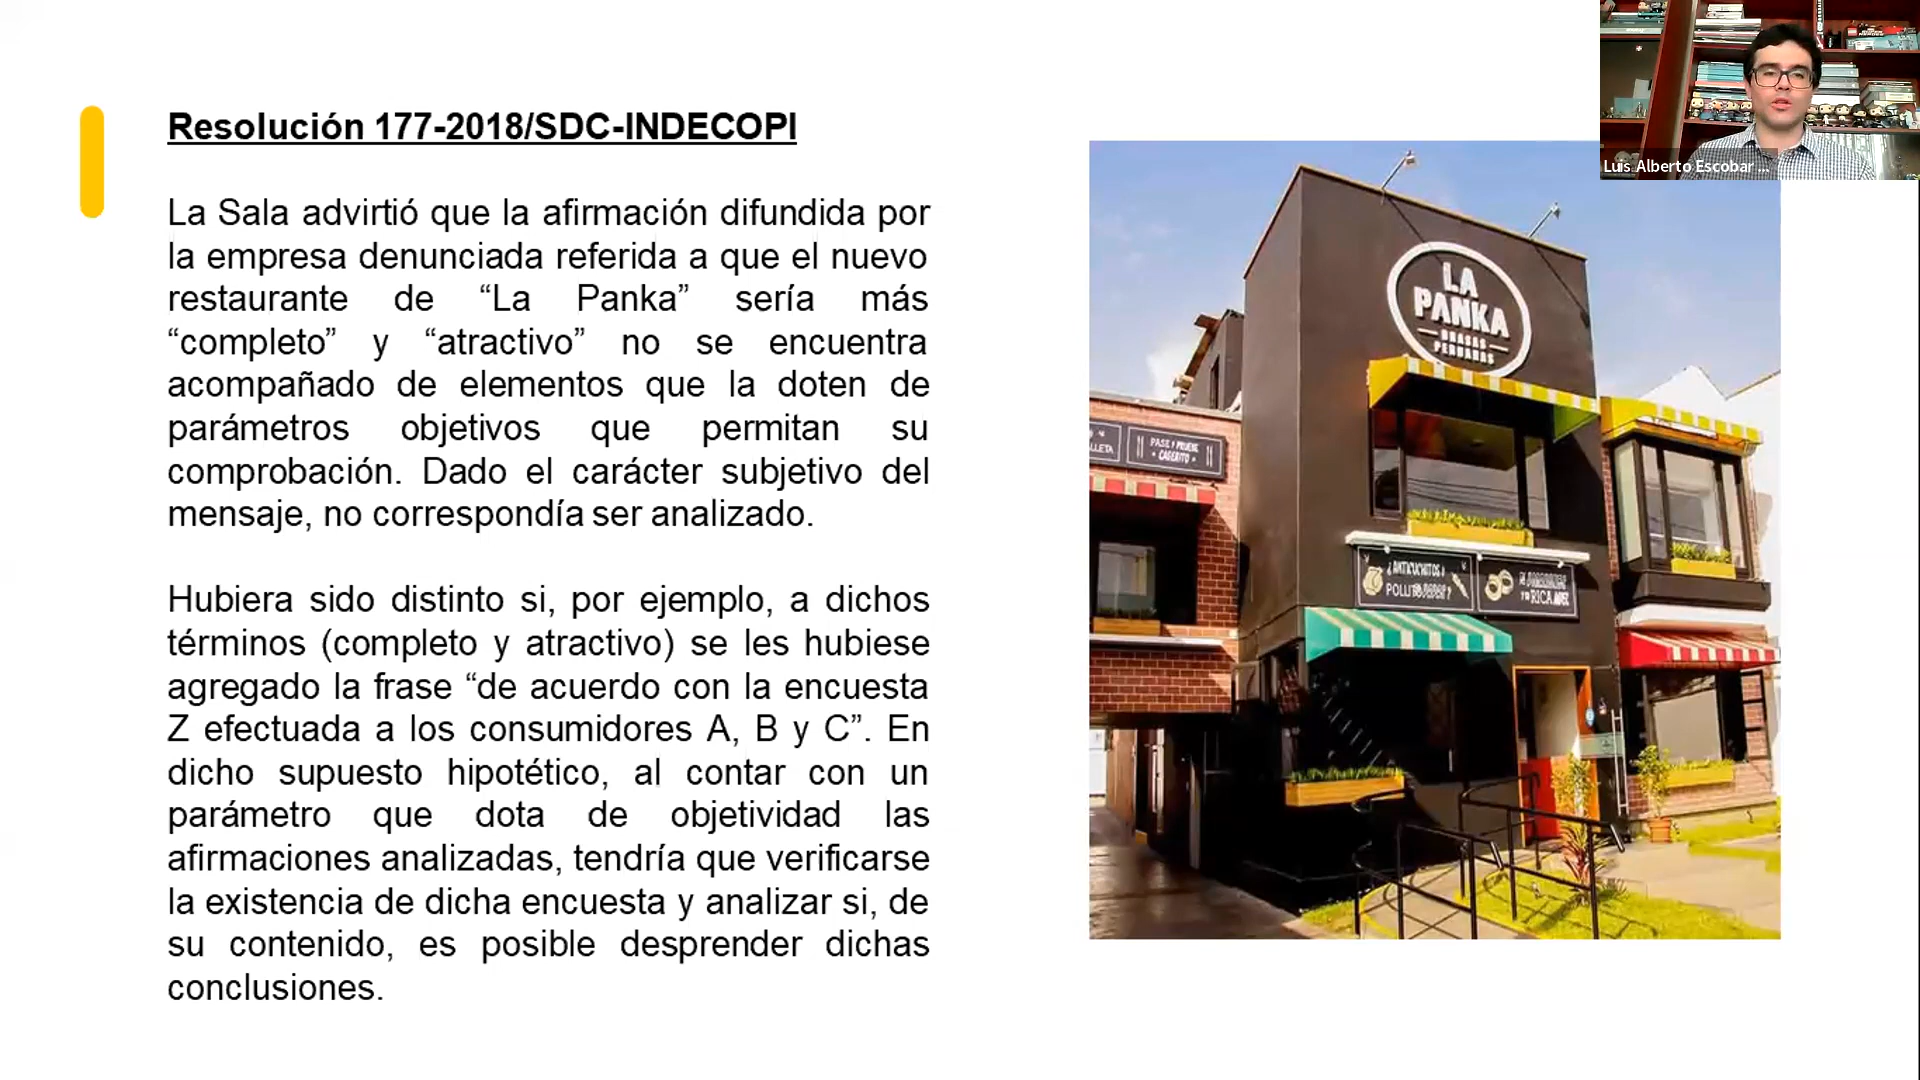 Resolución 177-2018/SDC-INDECOPI
La Sala advirtió que la afirmación difundida por
la empresa denunciada referida a que el nuevo
restaurante de “La Panka” sería más
“completo” y “atractivo” no se encuentra
acompañado de elementos que la doten de
parámetros objetivos que permitan su
comprobación. Dado el carácter subjetivo del
mensaje, no correspondía ser analizado.
Hubiera sido distinto si, por ejemplo, a dichos
términos (completo y atractivo) se les hubiese
agregado la frase “de acuerdo con la encuesta
Z efectuada a los consumidores A, B y C”. En
dicho supuesto hipotético, al contar con un
parámetro que dota de objetividad las
afirmaciones analizadas, tendría que verificarse
la existencia de dicha encuesta y analizar si, de
su contenido, es posible desprender dichas
conclusiones.
Luis Alberto Escobar ...
LA
PANKA
BRASAS
PERUANAS
PASE Y PRUEBE
¿ANTICUCHITOS?
RICA